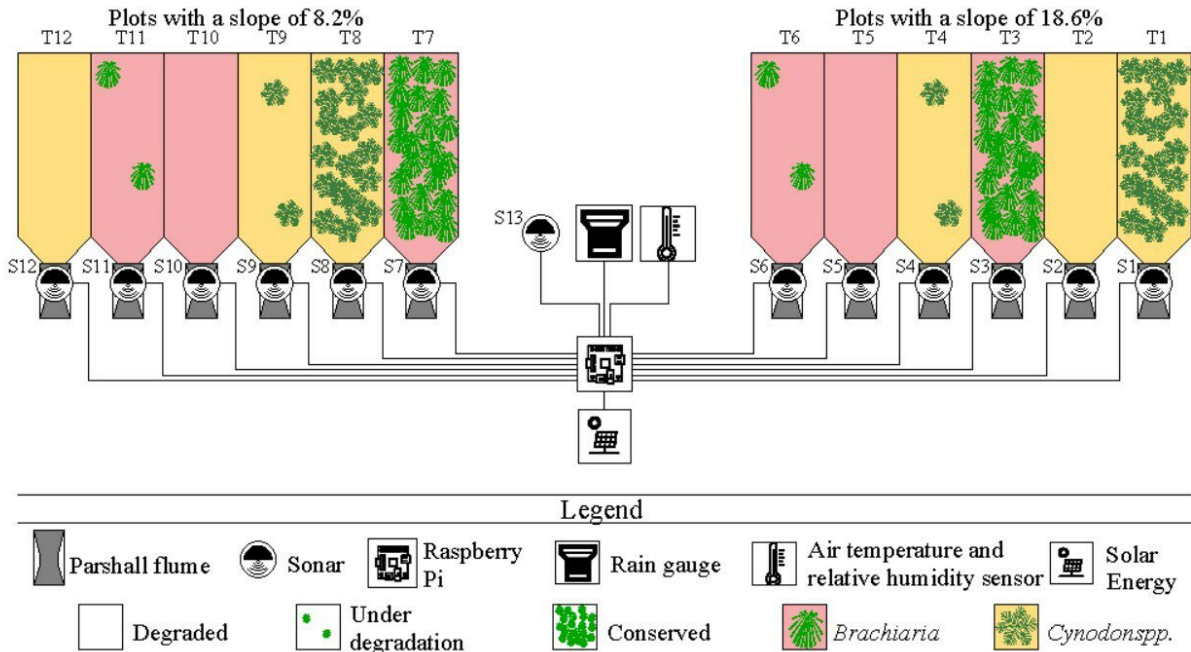 Plots with a slope of 8.2%
Plots with a slope of 18.6%
T12 T11 T10 T9 T8 T7
T6 T5 T4 T3 T2 T1
S13
S12 S11 S10 S9 S8 S7
S6 S5 S4 S3 S2 S1
Legend
Parshall flume
Sonar
Raspberry
Pi
Rain gauge
Air temperature and
relative humidity sensor
Solar
Energy
Degraded
Under
degradation
Conserved
Brachiaria
Cynodonspp.